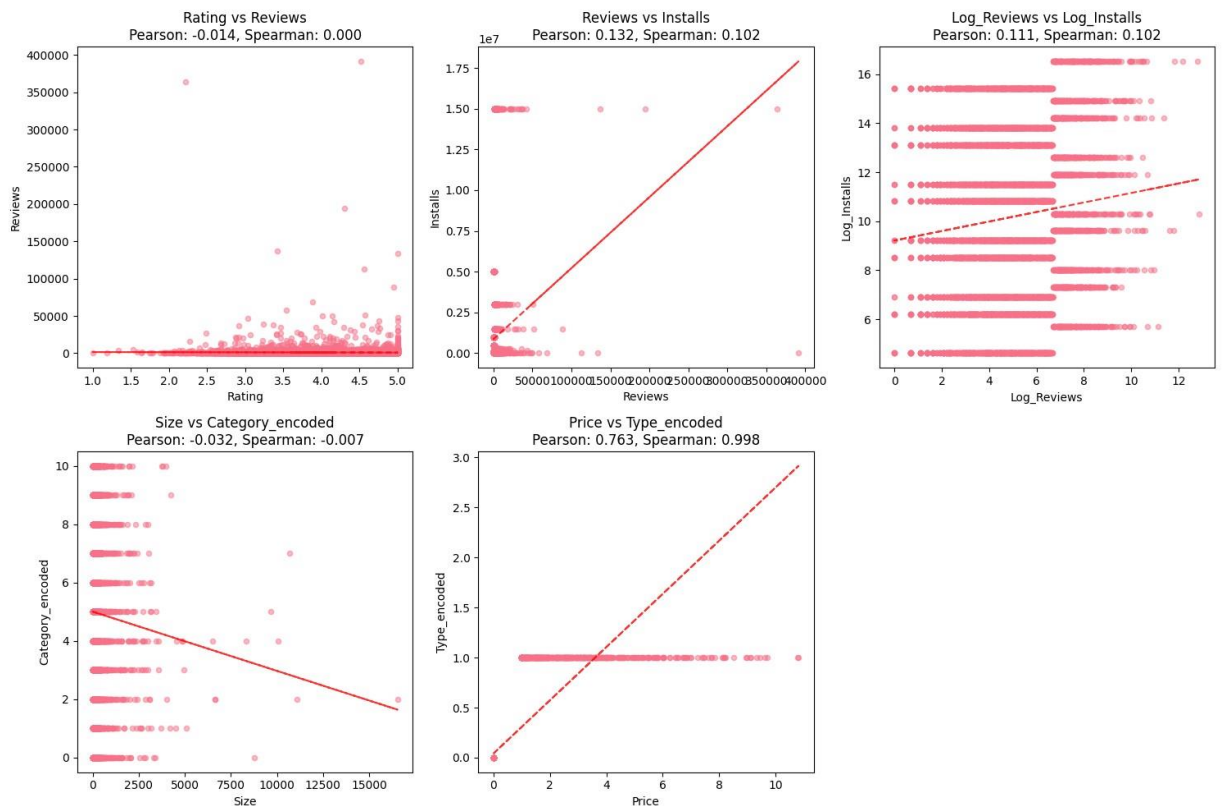 Rating vs Reviews
Pearson: -0.014, Spearman: 0.000
400000
350000
300000
250000
200000
150000
100000
50000
0
Reviews
1.0 1.5 2.0 2.5 3.0 3.5 4.0 4.5 5.0
Rating
Reviews vs Installs
Pearson: 0.132, Spearman: 0.102
1e7
1.75
1.50
1.25
1.00
0.75
0.50
0.25
0.00
Installs
0 50000 100000 150000 200000 250000 300000 350000 400000
Reviews
Log_Reviews vs Log_Installs
Pearson: 0.111, Spearman: 0.102
16
14
12
10
8
6
Log_Installs
0 2 4 6 8 10 12
Log_Reviews
Size vs Category_encoded
Pearson: -0.032, Spearman: -0.007
10
8
6
4
2
0
Category_encoded
0 2500 5000 7500 10000 12500 15000
Size
Price vs Type_encoded
Pearson: 0.763, Spearman: 0.998
3.0
2.5
2.0
1.5
1.0
0.5
0.0
Type_encoded
0 2 4 6 8 10
Price